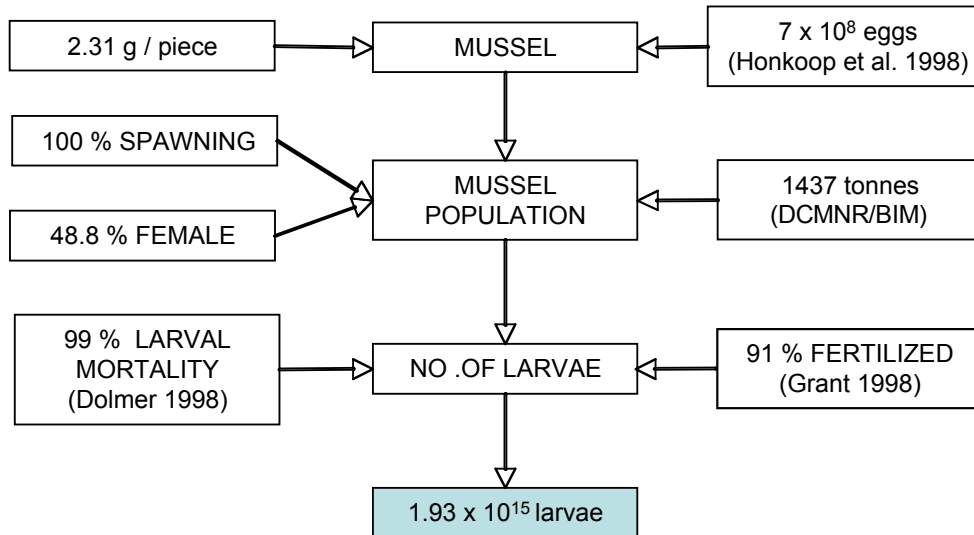 2.31 g / piece
MUSSEL
7 x 10⁸ eggs
(Honkoop et al. 1998)
100 % SPAWNING
48.8 % FEMALE
MUSSEL
POPULATION
1437 tonnes
(DCMNR/BIM)
99 % LARVAL
MORTALITY
(Dolmer 1998)
NO .OF LARVAE
91 % FERTILIZED
(Grant 1998)
1.93 x 10¹⁵ larvae